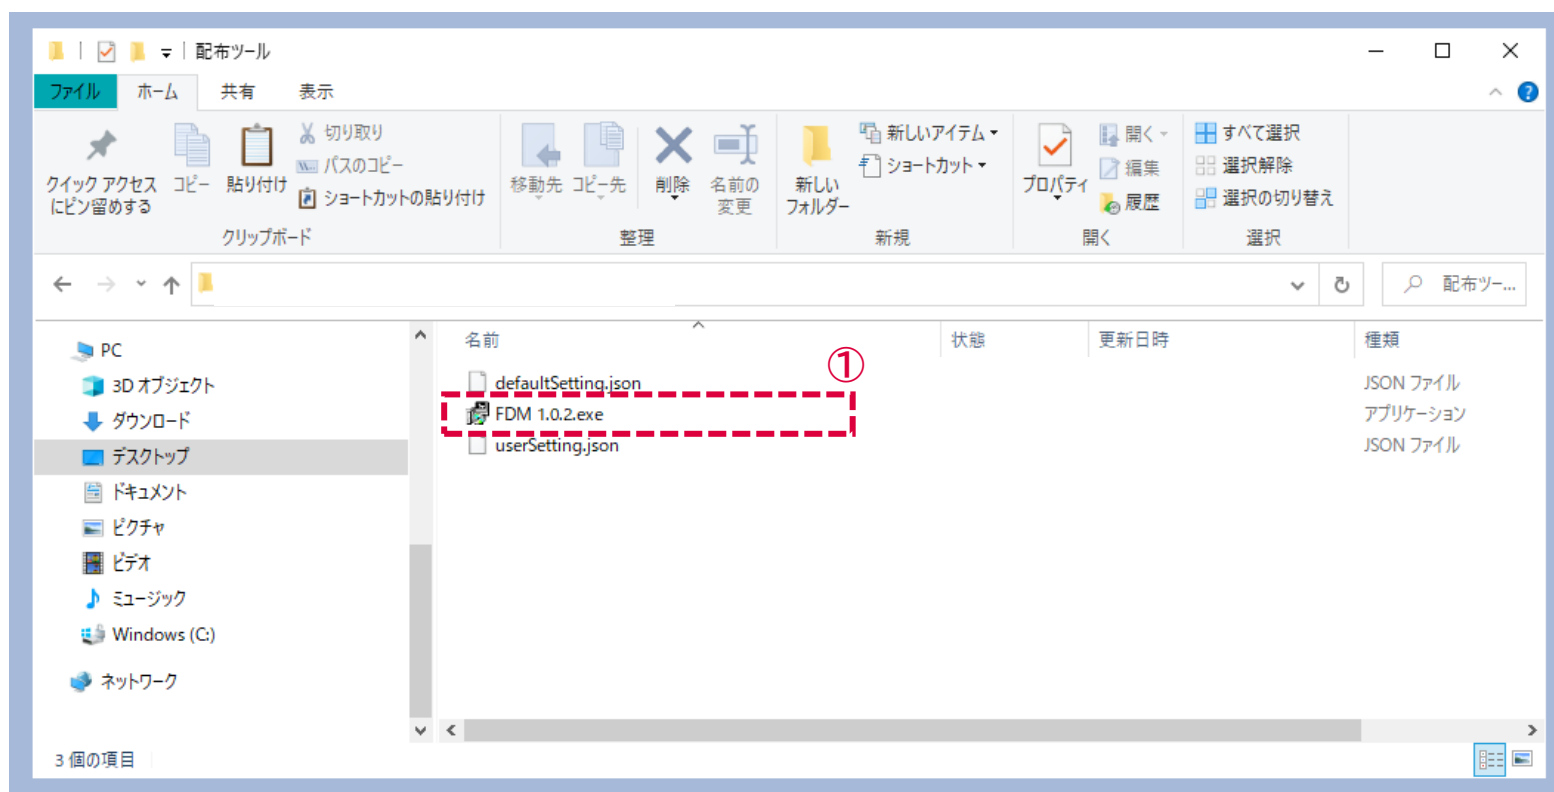 配布ツール
ファイル ホーム 共有 表示
クイック アクセス
にピン留めする
コピー
貼り付け
切り取り
パスのコピー
ショートカットの貼り付け
クリップボード
移動先
コピー先
削除
名前の
変更
整理
新しい
フォルダー
新しいアイテム
ショートカット
新規
プロパティ
開く
編集
履歴
開く
すべて選択
選択解除
選択の切り替え
選択
配布ツー...
PC
3D オブジェクト
ダウンロード
デスクトップ
ドキュメント
ピクチャ
ビデオ
ミュージック
Windows (C:)
ネットワーク
名前 状態 更新日時 種類
①
defaultSetting.json JSON ファイル
FDM 1.0.2.exe アプリケーション
userSetting.json JSON ファイル
3 個の項目